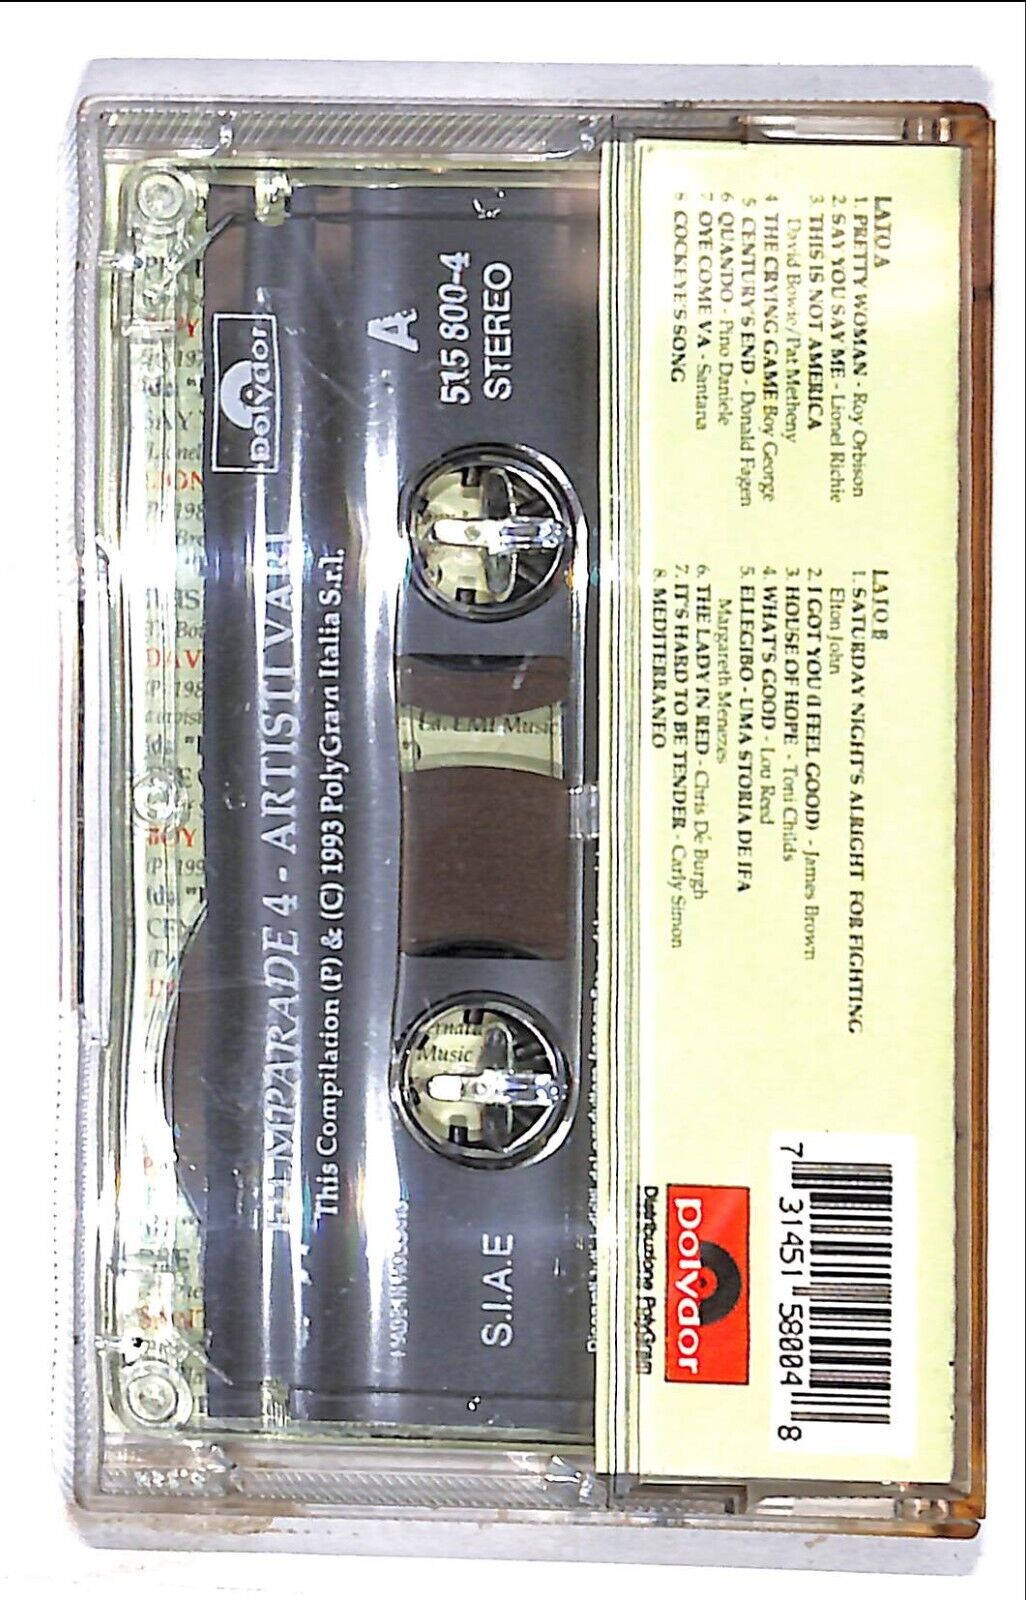 LATO A
1. PRETTY WOMAN - Roy Orbison
2. SAY YOU SAY ME - Lionel Richie
3. THIS IS NOT AMERICA
David Bowie/Pat Metheny
4 THE CRYING GAME Boy George
5 CENTURY'S END - Donald Fagen
6 QUANDO - Pino Daniele
7 OYE COME VA - Santana
8 COCKEYE'S SONG
LATO B
1. SATURDAY NIGHT'S ALRIGHT FOR FIGHTING
Elton John
2. I GOT YOU (I FEEL GOOD) - James Brown
3. HOUSE OF HOPE - Toni Childs
4. WHAT'S GOOD - Lou Reed
5. ELLEGIBO - UMA STORIA DE IFA
Margareth Menezes
6. THE LADY IN RED - Chris Dé Burgh
7. IT'S HARD TO BE TENDER - Carly Simon
8. MEDITERRANEO
7 31451 58004 8
polydor
Distribuzione PolyGram
polydor
FILMPARADE 4 - ARTISTI VARI
This Compilation (P) & (C) 1993 PolyGram Italia S.r.l.
A
515 800-4
STEREO
S.I.A.E
EMI Music
Music